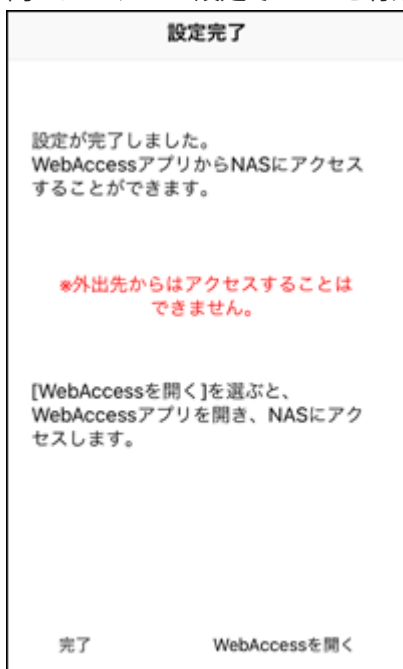 設定完了
設定が完了しました。
WebAccessアプリからNASにアクセス
することができます。
※外出先からはアクセスすることは
できません。
[WebAccessを開く]を選ぶと、
WebAccessアプリを開き、NASにアク
セスします。
完了
WebAccessを開く